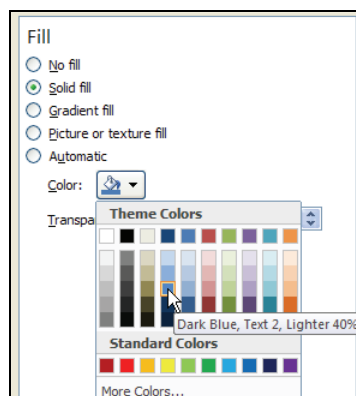 Fill
No fill
Solid fill
Gradient fill
Picture or texture fill
Automatic
Color:
Theme Colors
Dark Blue, Text 2, Lighter 40%
Standard Colors
More Colors...